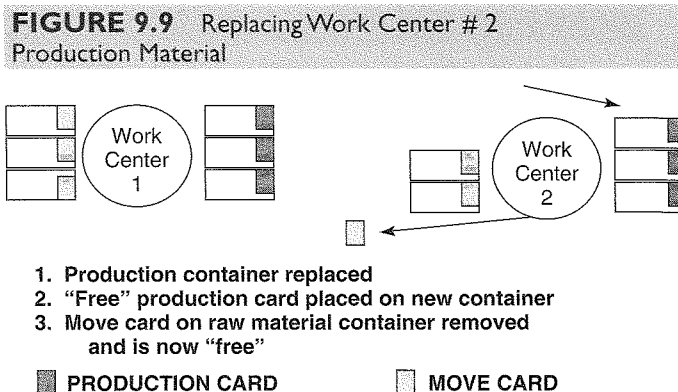 FIGURE 9.9 Replacing Work Center # 2
Production Material
Work
Center
1
Work
Center
2
1. Production container replaced
2. "Free" production card placed on new container
3. Move card on raw material container removed
and is now "free"
PRODUCTION CARD MOVE CARD